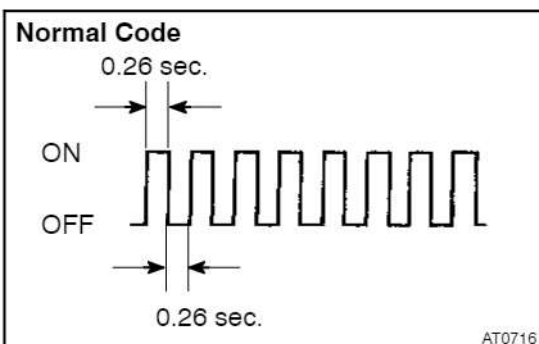 Normal Code
0.26 sec.
ON
OFF
0.26 sec.
AT0716